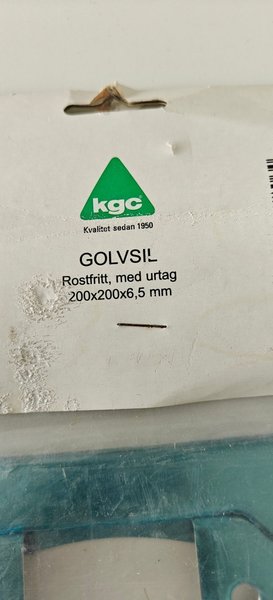 kgc
Kvalitet sedan 1950
GOLVSIL
Rostfritt, med urtag
200x200x6,5 mm